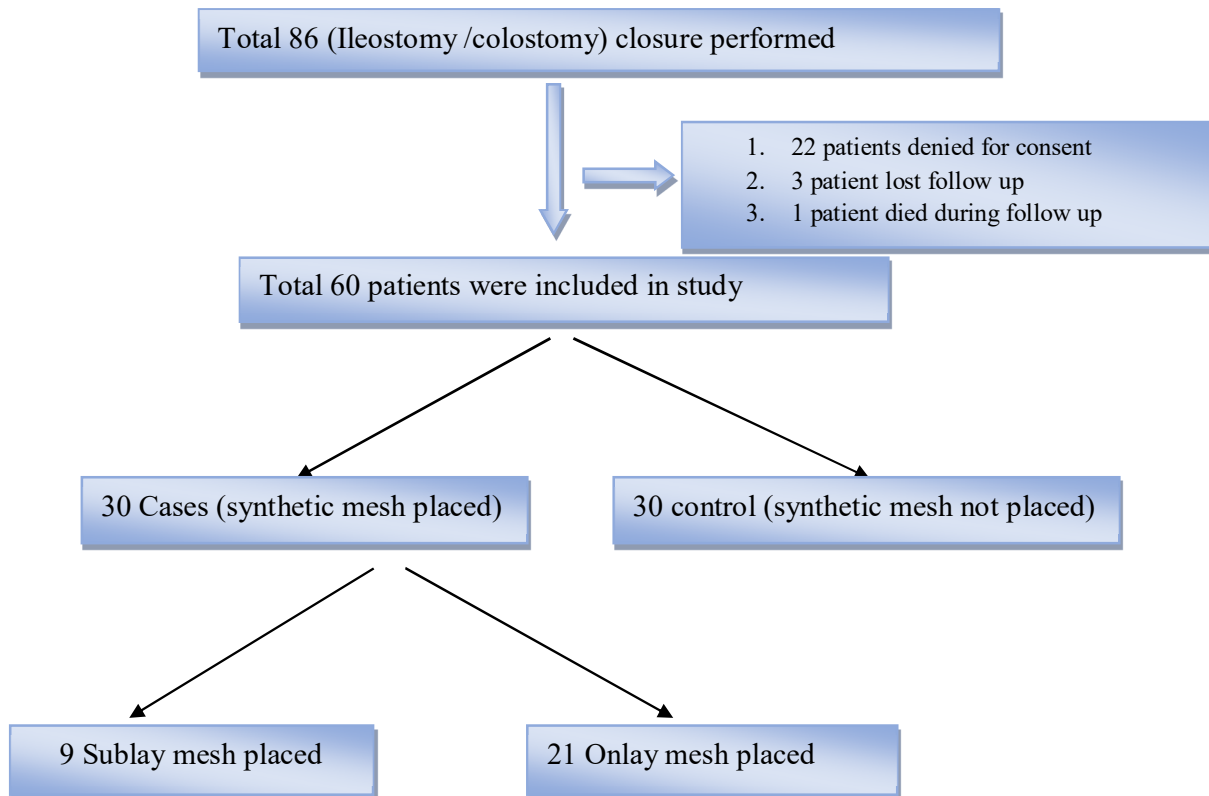 Total 86 (Ileostomy /colostomy) closure performed
1. 22 patients denied for consent
2. 3 patient lost follow up
3. 1 patient died during follow up
Total 60 patients were included in study
30 Cases (synthetic mesh placed)
30 control (synthetic mesh not placed)
9 Sublay mesh placed
21 Onlay mesh placed